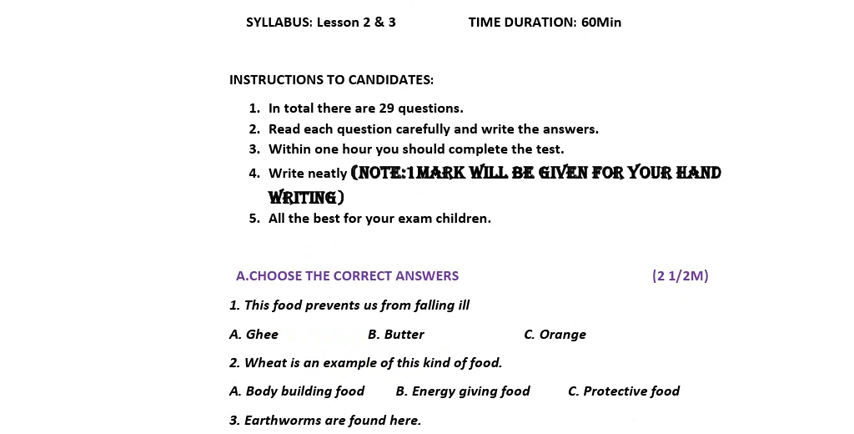 SYLLABUS: Lesson 2 & 3 TIME DURATION: 60Min
INSTRUCTIONS TO CANDIDATES:
1. In total there are 29 questions.
2. Read each question carefully and write the answers.
3. Within one hour you should complete the test.
4. Write neatly (NOTE:1MARK WILL BE GIVEN FOR YOUR HAND
WRITING)
5. All the best for your exam children.
A.CHOOSE THE CORRECT ANSWERS (2 1/2M)
1. This food prevents us from falling ill
A. Ghee B. Butter C. Orange
2. Wheat is an example of this kind of food.
A. Body building food B. Energy giving food C. Protective food
3. Earthworms are found here.